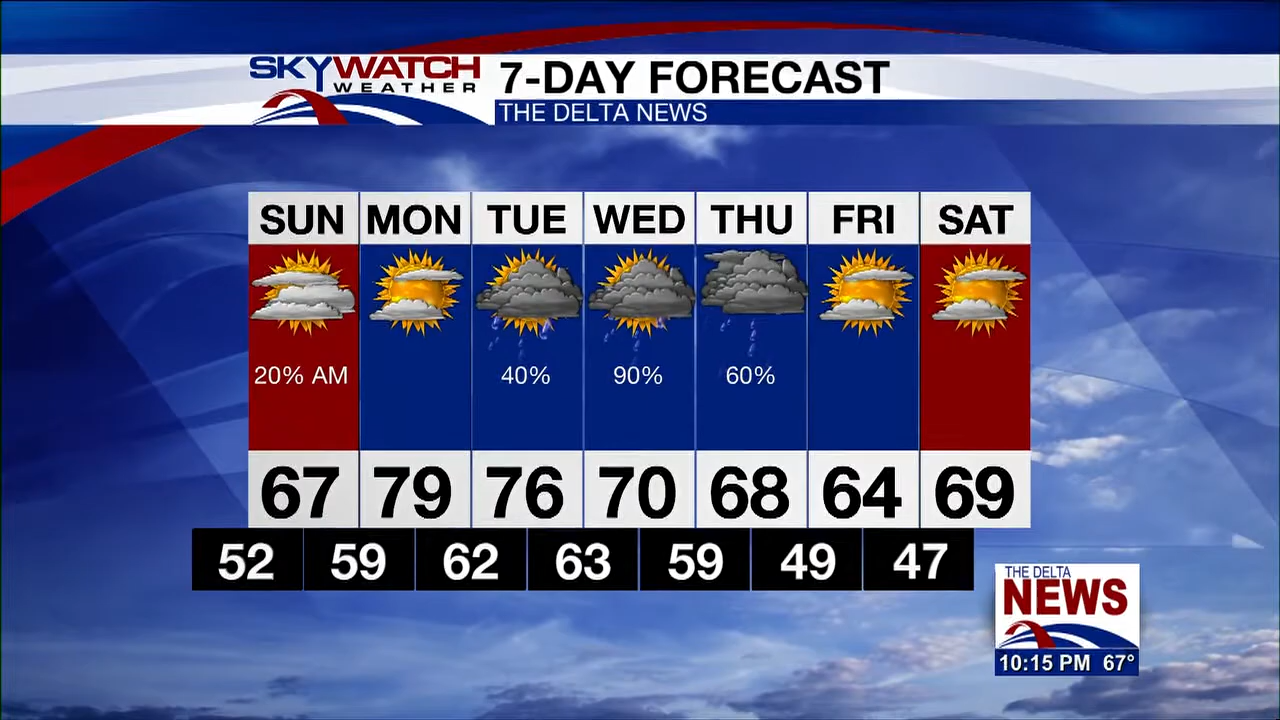 SKYWATCH
WEATHER
7-DAY FORECAST
THE DELTA NEWS
SUN MON TUE WED THU FRI SAT
20% AM 40% 90% 60%
67 79 76 70 68 64 69
52 59 62 63 59 49 47
THE DELTA
NEWS
10:15 PM 67°